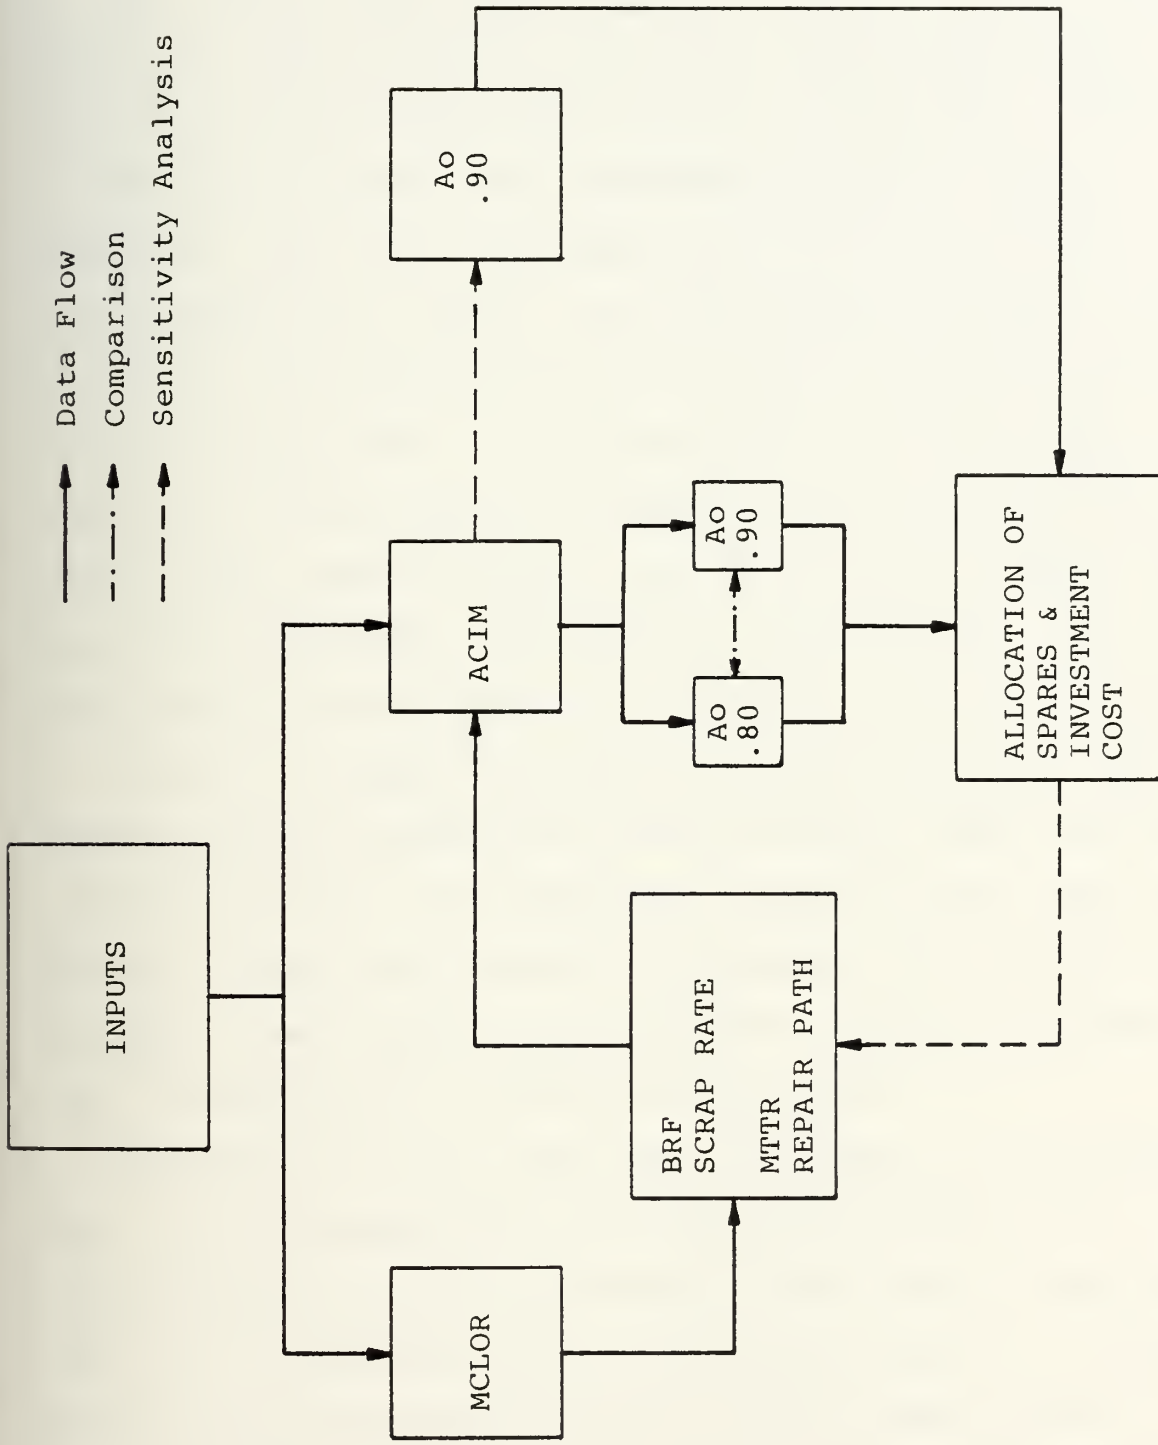 Data Flow
Comparison
Sensitivity Analysis
INPUTS
MCLOR
ACIM
Ao
.90
BRF
SCRAP RATE
MTTR
REPAIR PATH
Ao
.80
Ao
.90
ALLOCATION OF
SPARES &
INVESTMENT
COST